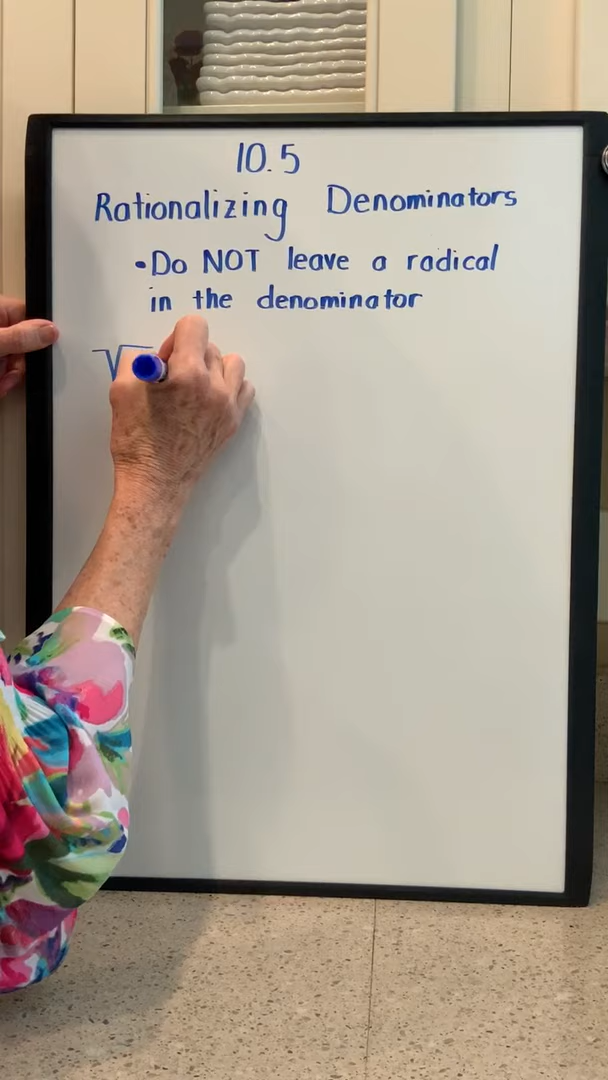 10.5
Rationalizing Denominators
•Do NOT leave a radical
in the denominator
√